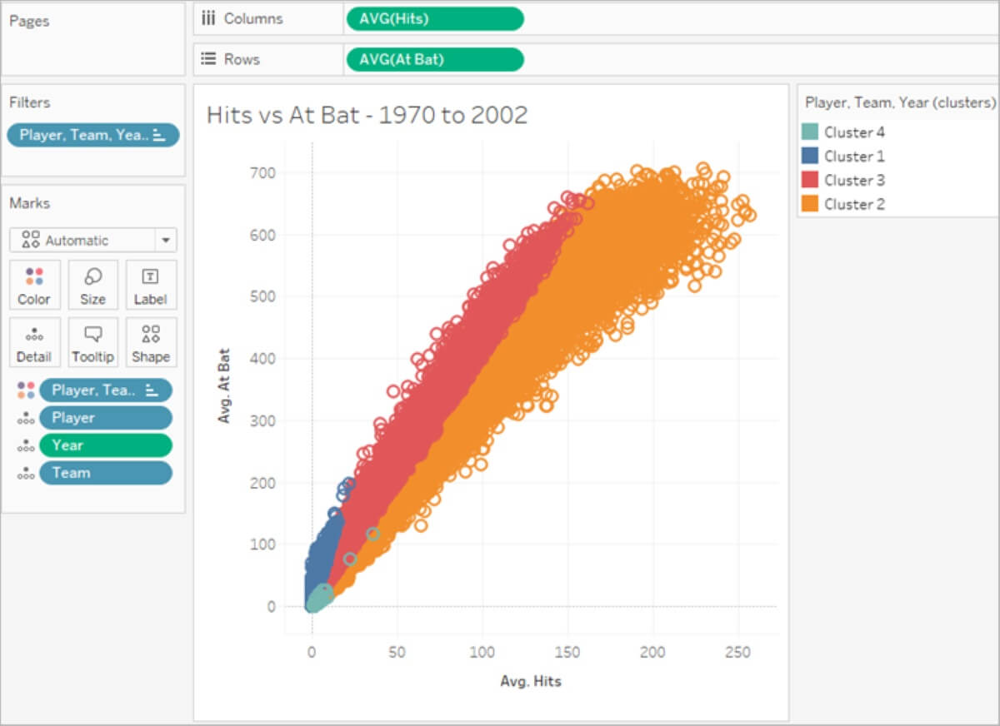 Pages
Columns
AVG(Hits)
Rows
AVG(At Bat)
Filters
Player, Team, Yea..
Marks
Automatic
Color
Size
Label
Detail
Tooltip
Shape
Player, Tea..
Player
Year
Team
Hits vs At Bat - 1970 to 2002
Avg. At Bat
700
600
500
400
300
200
100
0
0
50
100
150
200
250
Avg. Hits
Player, Team, Year (clusters)
Cluster 4
Cluster 1
Cluster 3
Cluster 2